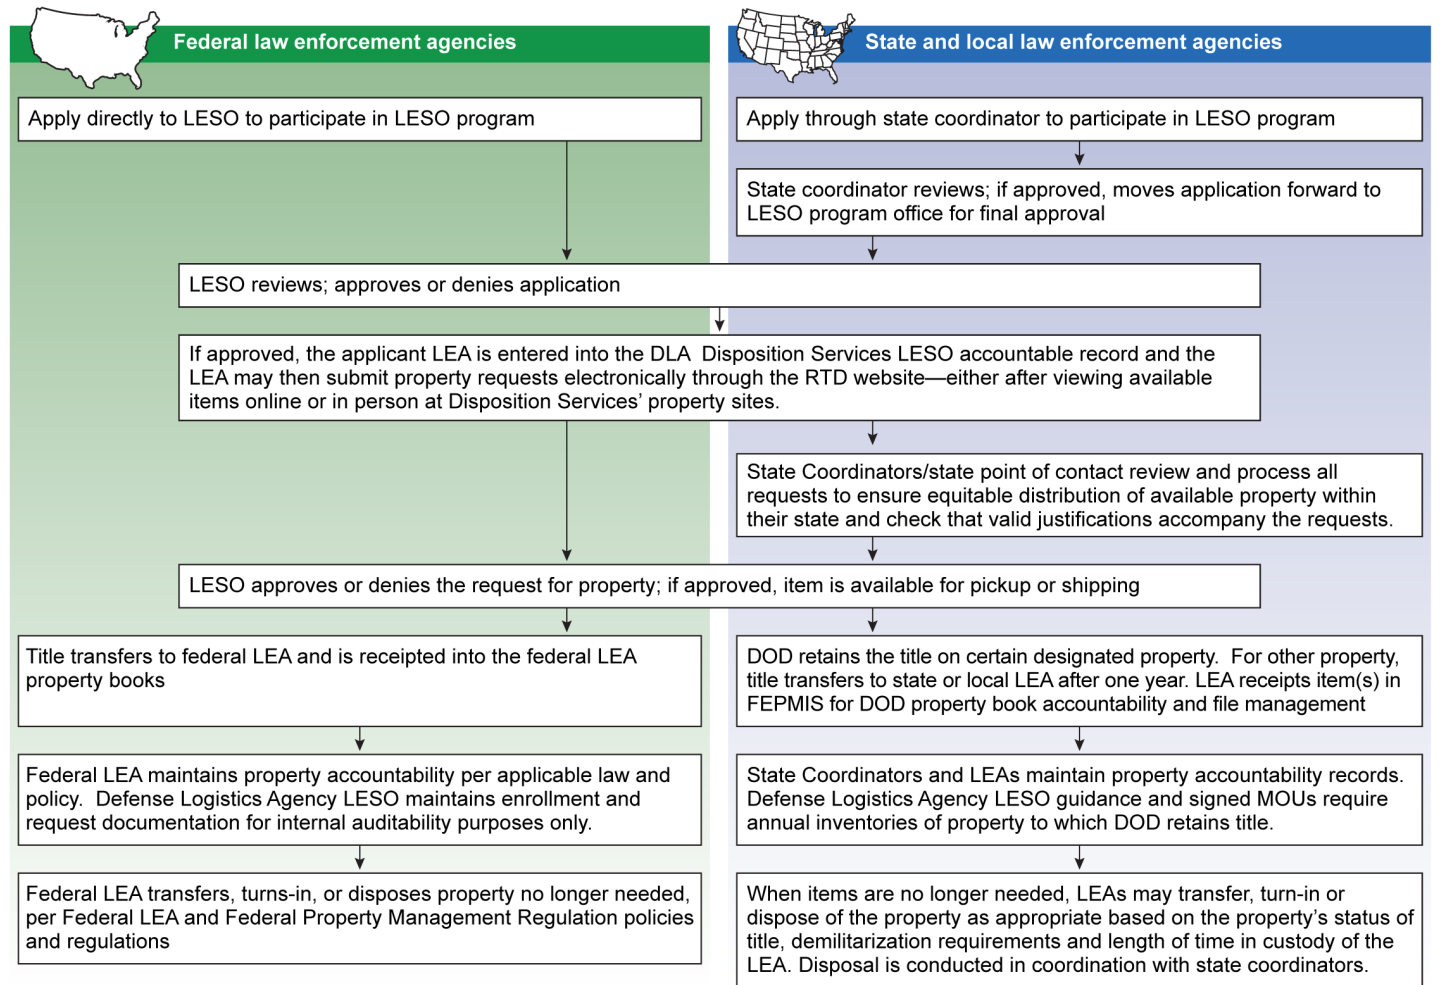 Federal law enforcement agencies
State and local law enforcement agencies
Apply directly to LESO to participate in LESO program
Apply through state coordinator to participate in LESO program
State coordinator reviews; if approved, moves application forward to
LESO program office for final approval
LESO reviews; approves or denies application
If approved, the applicant LEA is entered into the DLA  Disposition Services LESO accountable record and the
LEA may then submit property requests electronically through the RTD website—either after viewing available
items online or in person at Disposition Services’ property sites.
State Coordinators/state point of contact review and process all
requests to ensure equitable distribution of available property within
their state and check that valid justifications accompany the requests.
LESO approves or denies the request for property; if approved, item is available for pickup or shipping
Title transfers to federal LEA and is receipted into the federal LEA
property books
DOD retains the title on certain designated property.  For other property,
title transfers to state or local LEA after one year. LEA receipts item(s) in
FEPMIS for DOD property book accountability and file management
Federal LEA maintains property accountability per applicable law and
policy.  Defense Logistics Agency LESO maintains enrollment and
request documentation for internal auditability purposes only.
State Coordinators and LEAs maintain property accountability records.
Defense Logistics Agency LESO guidance and signed MOUs require
annual inventories of property to which DOD retains title.
Federal LEA transfers, turns-in, or disposes property no longer needed,
per Federal LEA and Federal Property Management Regulation policies
and regulations
When items are no longer needed, LEAs may transfer, turn-in or
dispose of the property as appropriate based on the property’s status of
title, demilitarization requirements and length of time in custody of the
LEA. Disposal is conducted in coordination with state coordinators.